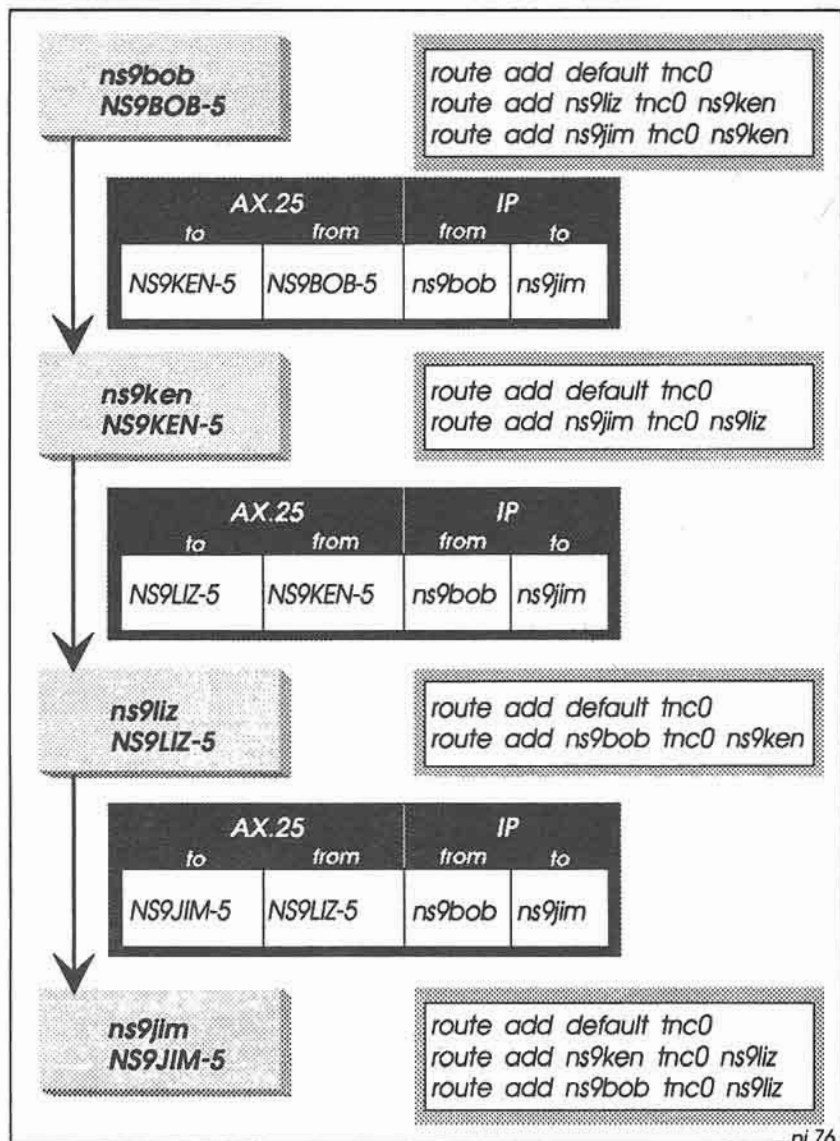 ns9bob
NS9BOB-5
route add default tnc0
route add ns9liz tnc0 ns9ken
route add ns9jim tnc0 ns9ken
AX.25 IP
to from from to
NS9KEN-5 NS9BOB-5 ns9bob ns9jim
ns9ken
NS9KEN-5
route add default tnc0
route add ns9jim tnc0 ns9liz
AX.25 IP
to from from to
NS9LIZ-5 NS9KEN-5 ns9bob ns9jim
ns9liz
NS9LIZ-5
route add default tnc0
route add ns9bob tnc0 ns9ken
AX.25 IP
to from from to
NS9JIM-5 NS9LIZ-5 ns9bob ns9jim
ns9jim
NS9JIM-5
route add default tnc0
route add ns9ken tnc0 ns9liz
route add ns9bob tnc0 ns9liz
ni.76